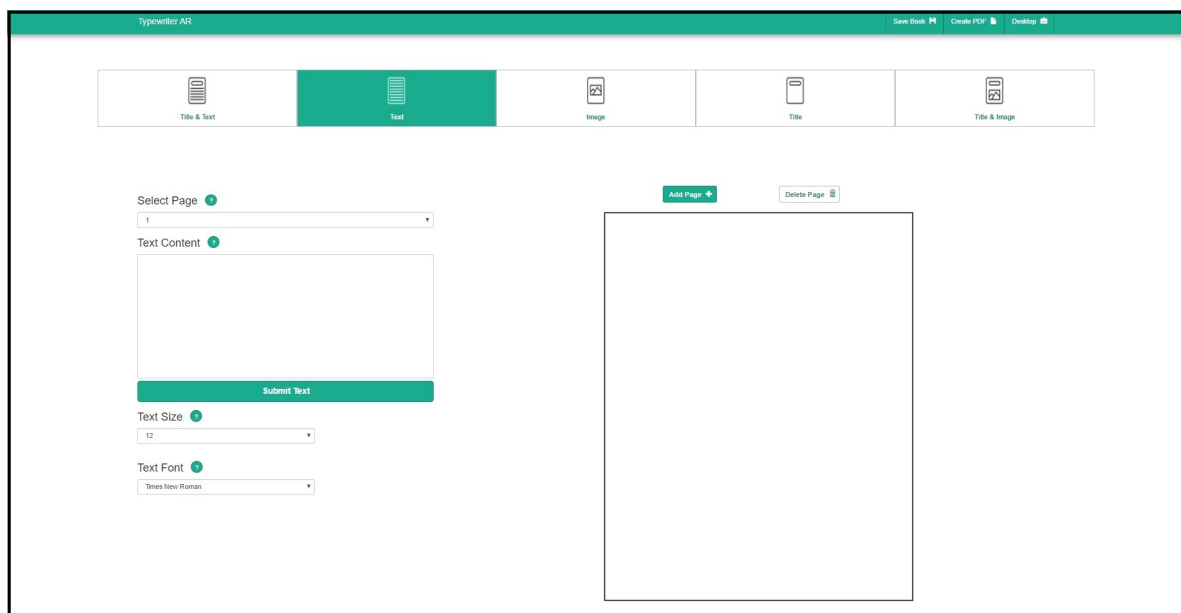 Typewriter AR
Save Book Create PDF Desktop
Title & Text Text Image Title Title & Image
Select Page ?
1
Text Content ?
Submit Text
Text Size ?
12
Text Font ?
Times New Roman
Add Page + Delete Page